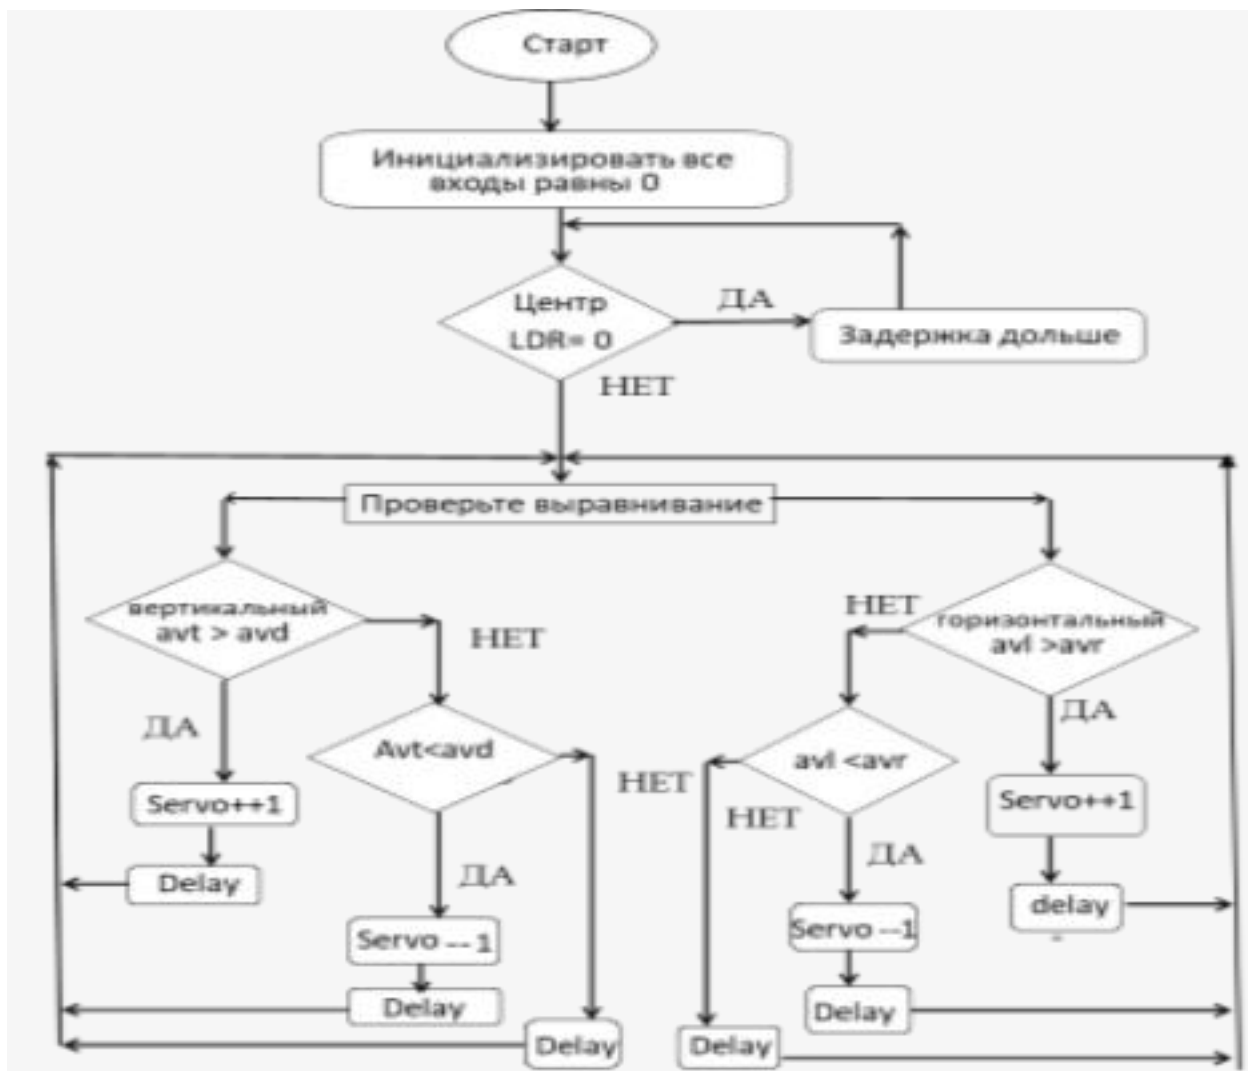 Старт
Инициализировать все
входы равны 0
Центр
LDR= 0
ДА
Задержка дольше
НЕТ
Проверьте выравнивание
вертикальный
avt > avd
НЕТ
ДА
Servo++1
Delay
Avt<avd
НЕТ
ДА
Servo -- 1
Delay
Delay
горизонтальный
avl >avr
НЕТ
ДА
Servo++1
delay
avl <avr
НЕТ
ДА
Servo --1
Delay
Delay